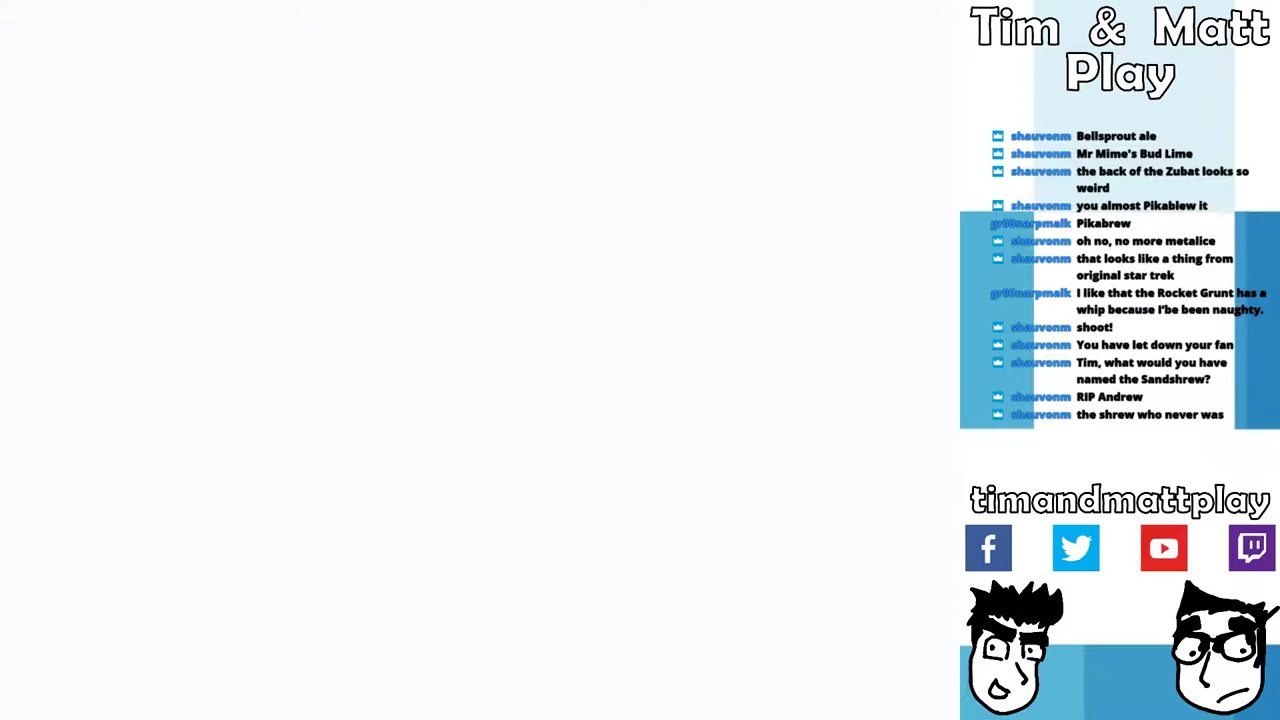 Tim & Matt
Play
shauvonm Bellsprout ale
shauvonm Mr Mime's Bud Lime
shauvonm the back of the Zubat looks so
weird
shauvonm you almost Pikablew it
gr00narpmalk Pikabrew
shauvonm oh no, no more metalice
shauvonm that looks like a thing from
original star trek
gr00narpmalk I like that the Rocket Grunt has a
whip because I'be been naughty.
shauvonm shoot!
shauvonm You have let down your fan
shauvonm Tim, what would you have
named the Sandshrew?
shauvonm RIP Andrew
shauvonm the shrew who never was
timandmattplay